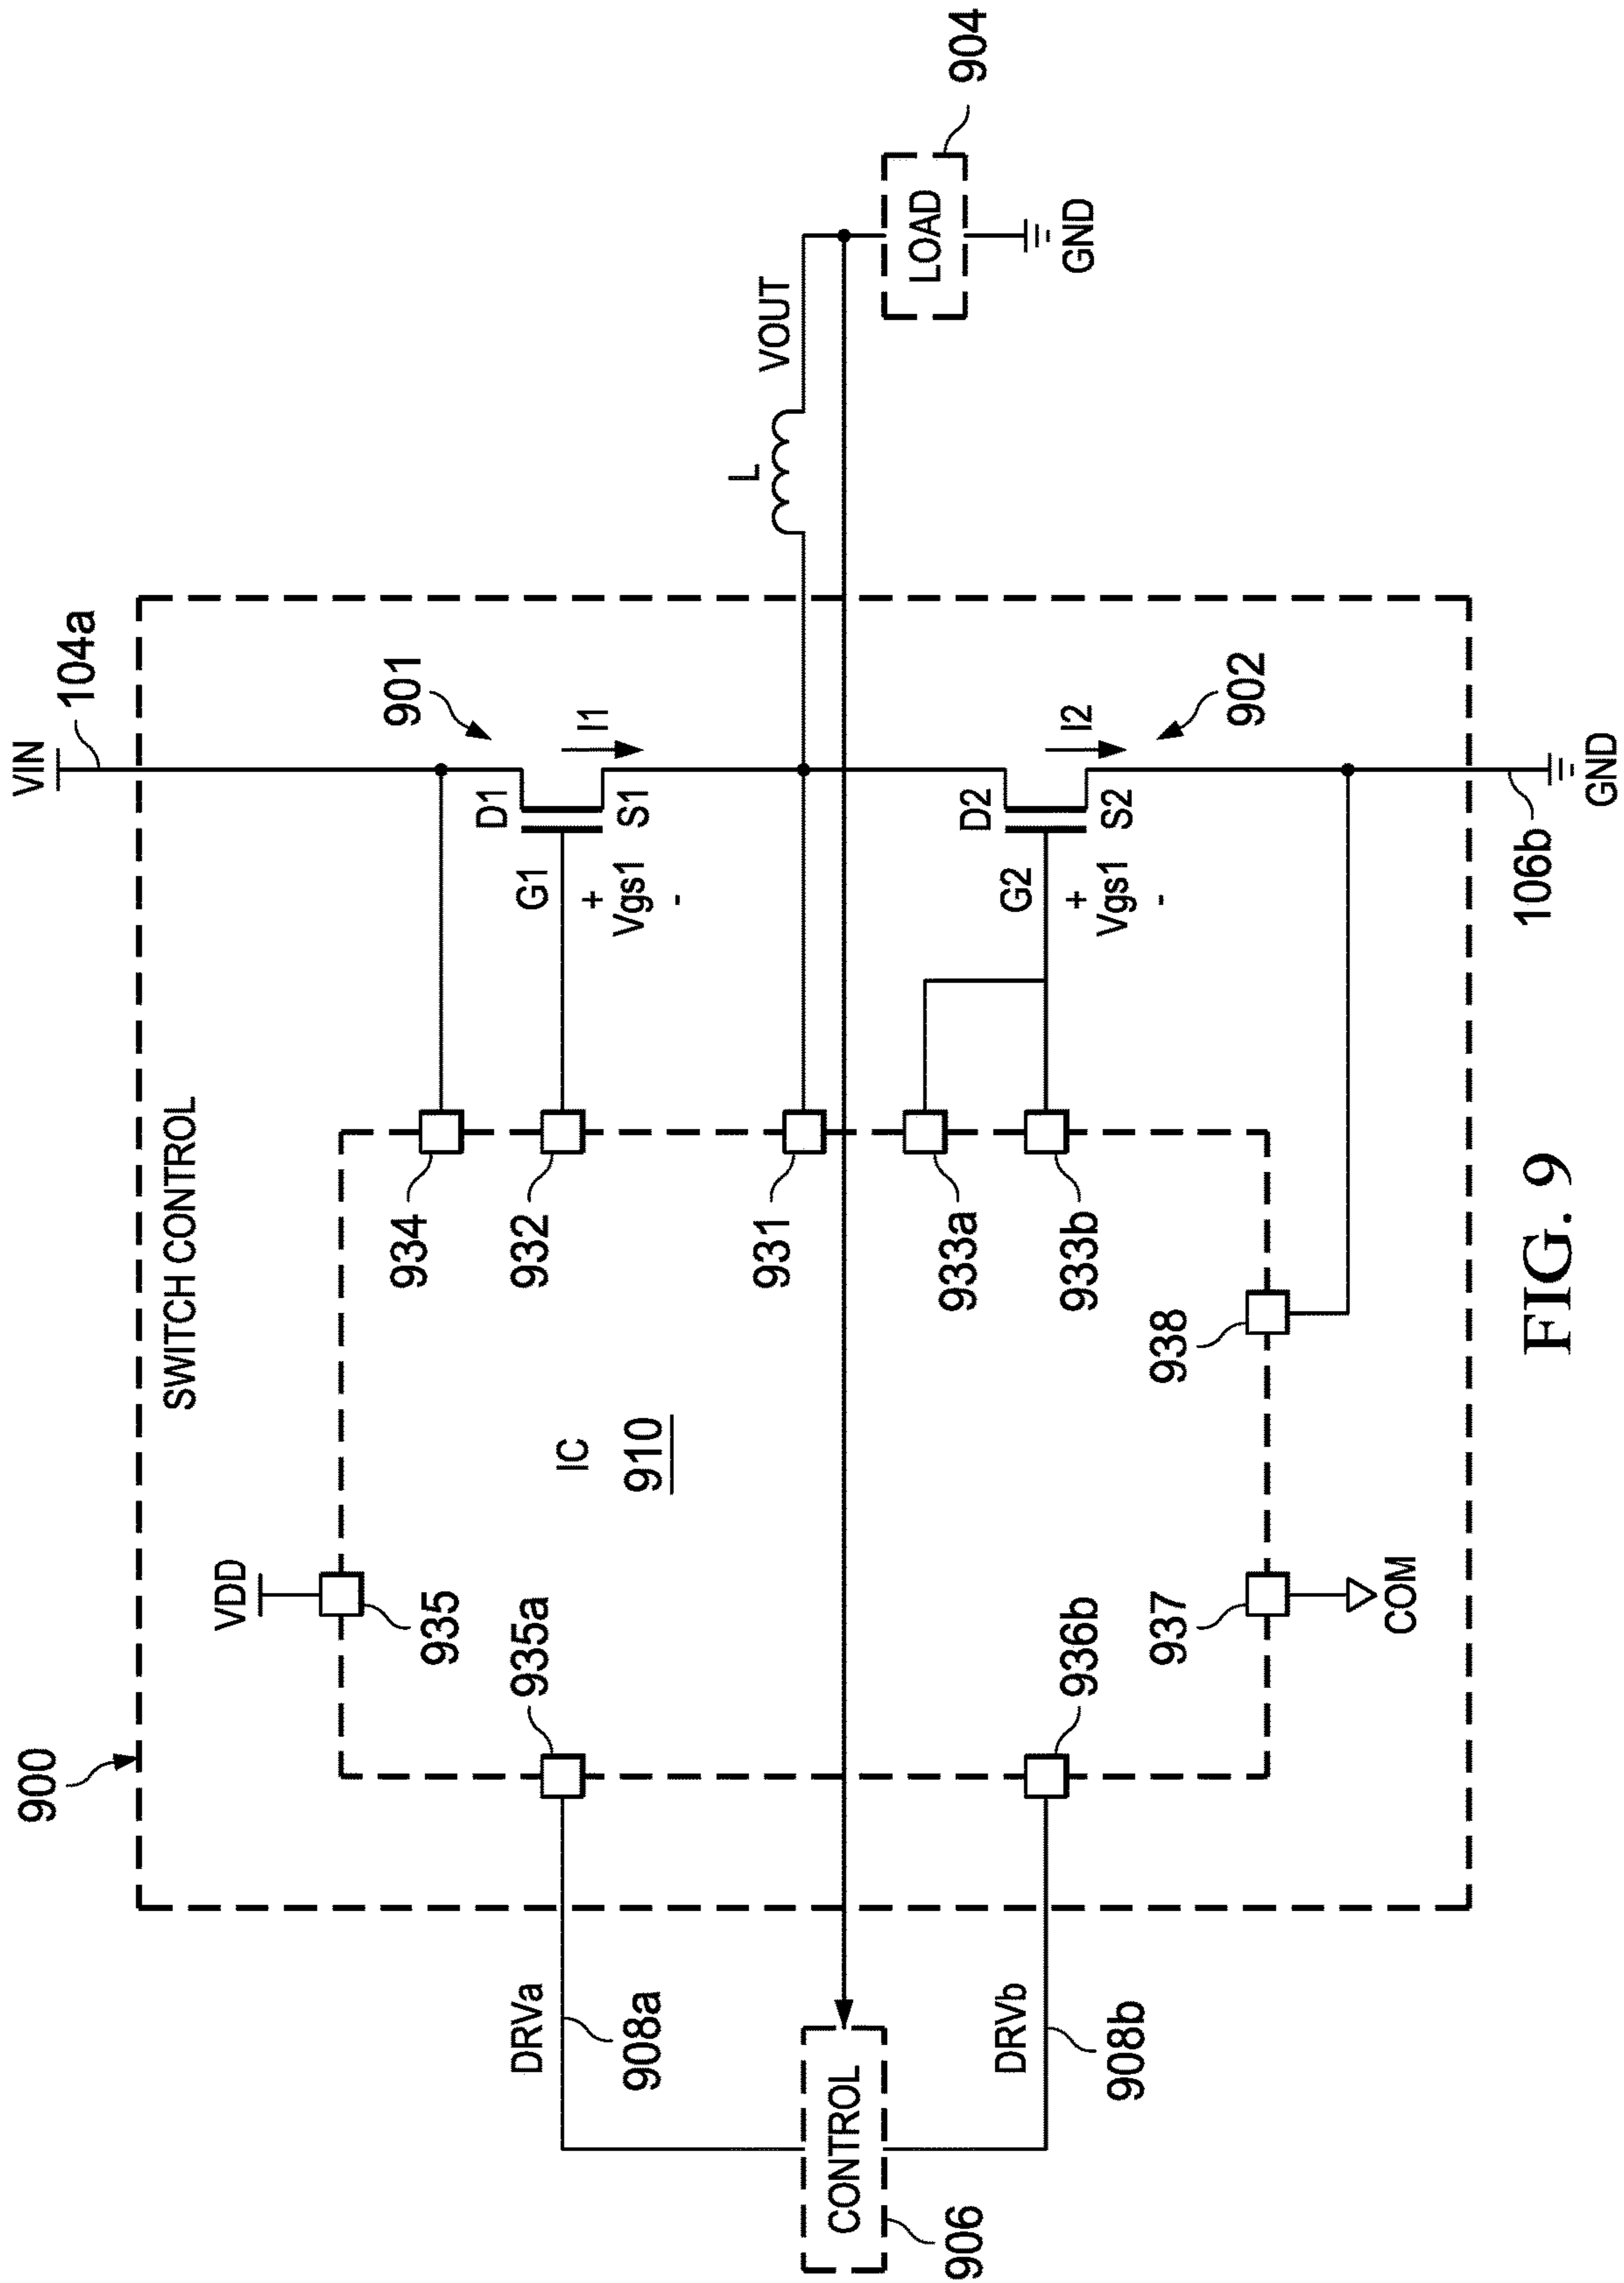 900
SWITCH CONTROL
VIN
104a
VDD
935
934
D1
901
G1
I1
S1
+
Vgs1
-
932
935a
DRVa
908a
IC
910
931
L
VOUT
904
LOAD
GND
CONTROL
906
933a
D2
G2
I2
S2
+
Vgs1
-
902
933b
936b
DRVb
908b
937
COM
938
106b
GND
FIG. 9